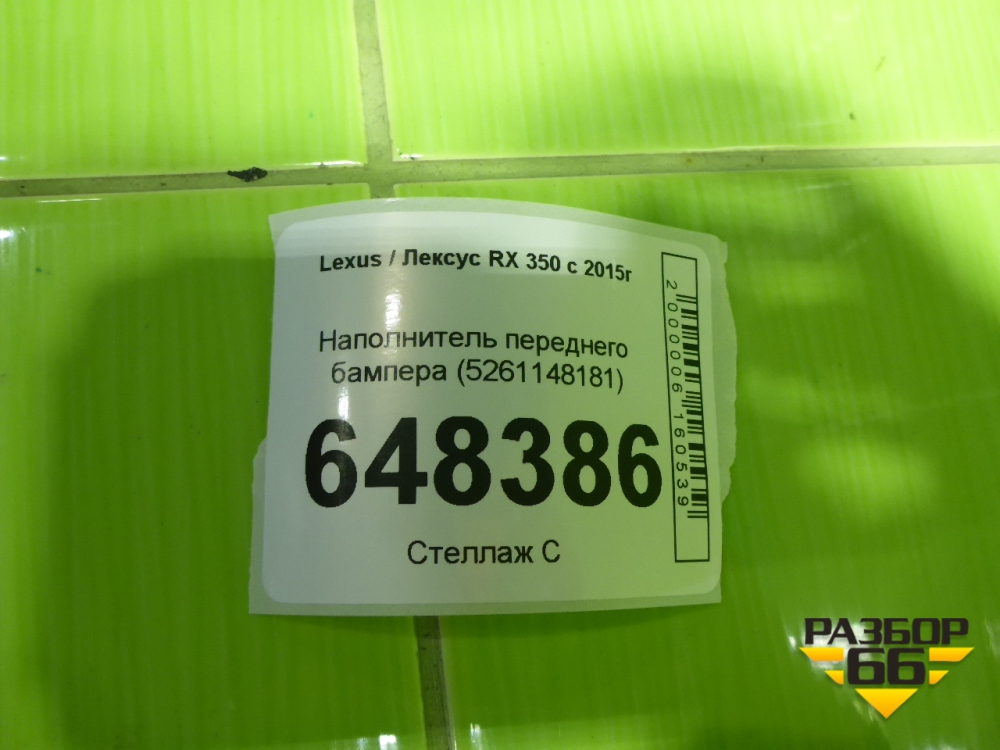 Lexus / Лексус RX 350 с 2015г
Наполнитель переднего
бампера (5261148181)
648386
Стеллаж С
2000006160539
РАЗБОР
66